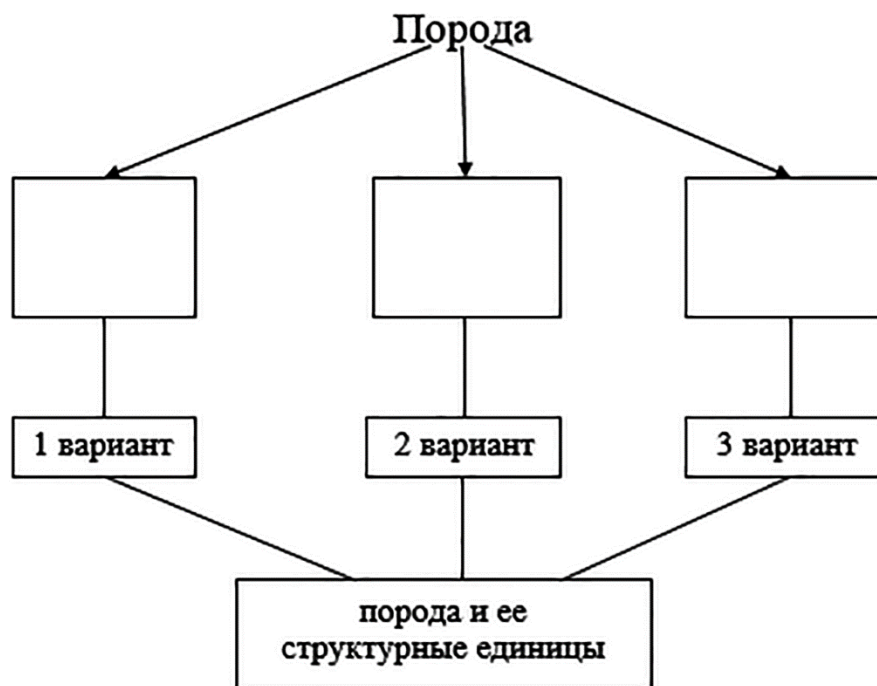 Порода
1 вариант
2 вариант
3 вариант
порода и ее
структурные единицы